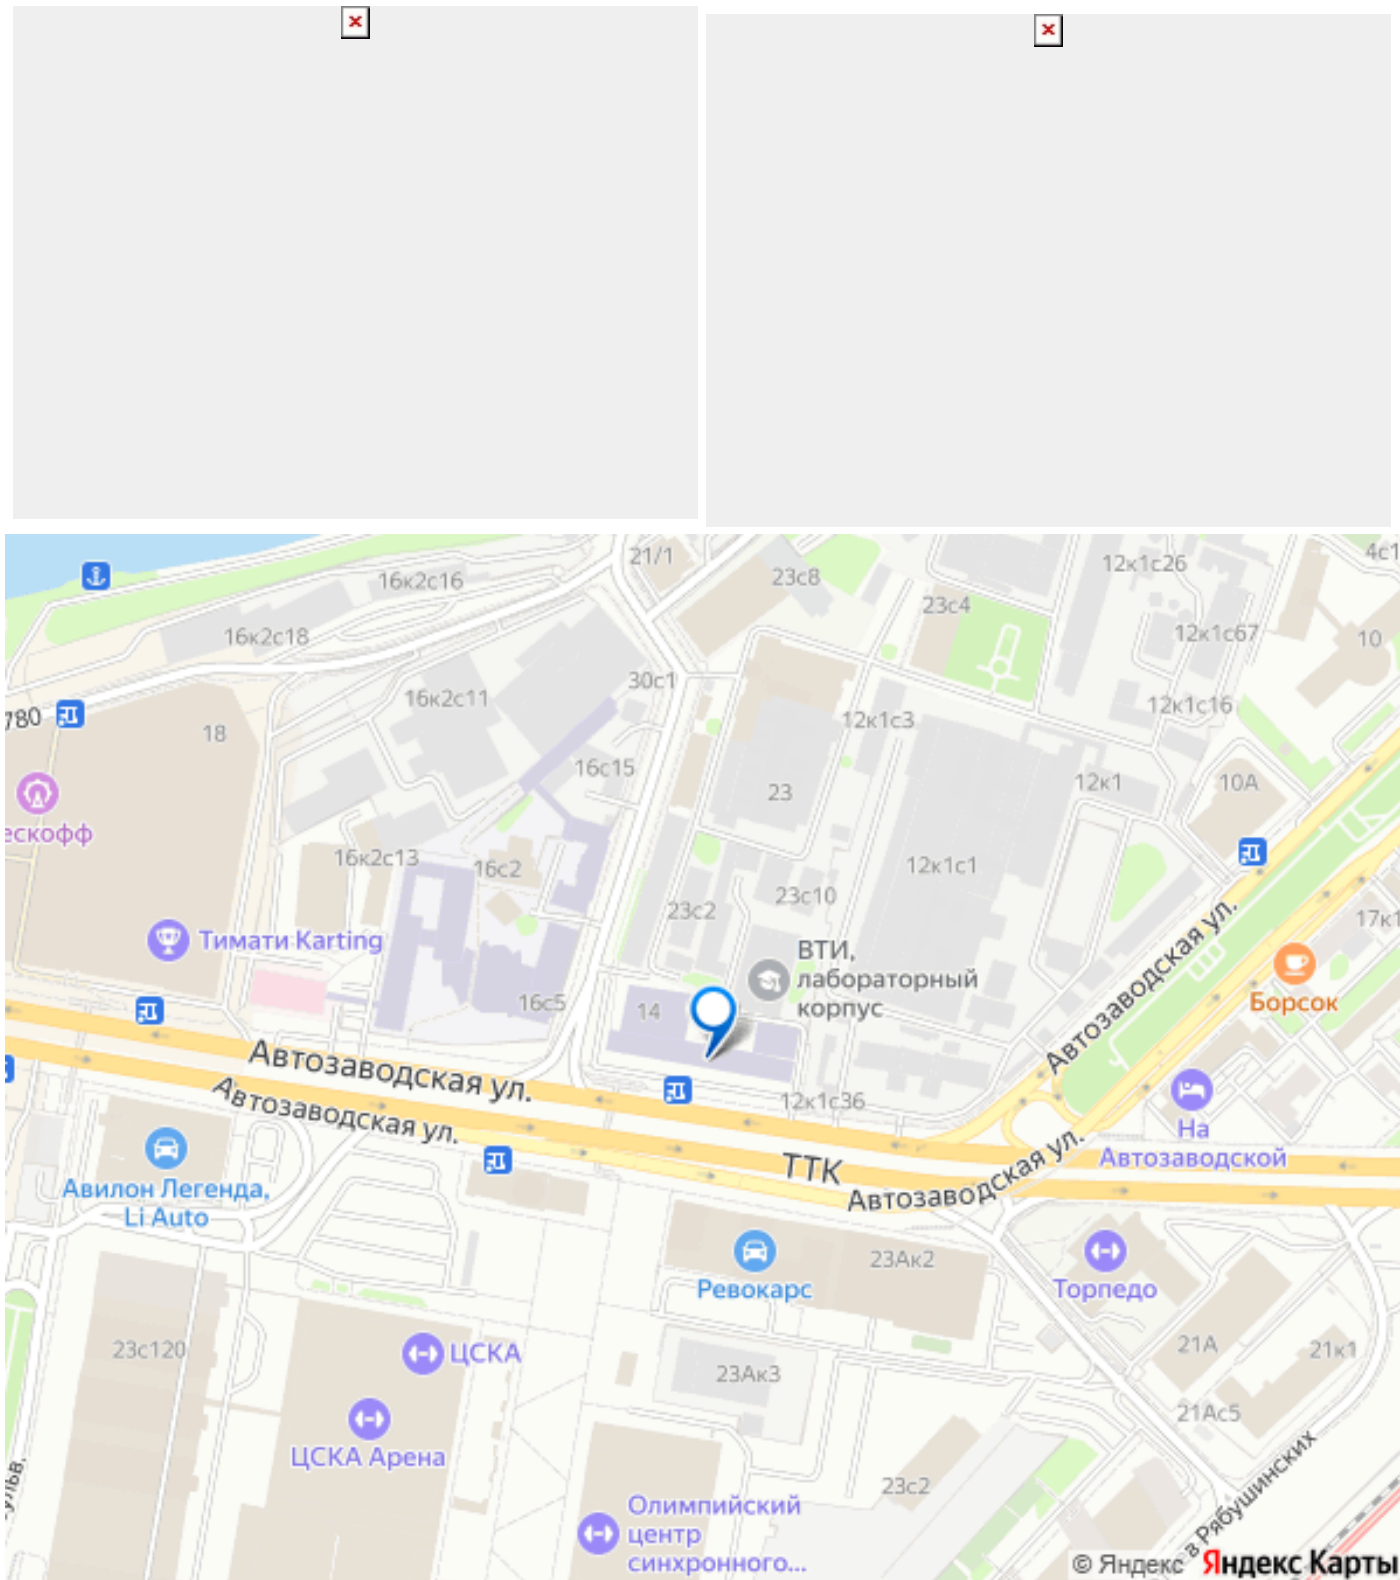 21/1
4с1
12к1с26
23с8
16к2с16
23с4
12к1с67
16к2с18
10
30с1
16к2с11
12к1с16
780
12к1с3
18
16с15
12к1
10А
23
ескофф
16к2с13
16с2
12к1с1
23с10
23с2
17к1
Тимати Karting
ВТИ,
лабораторный
корпус
Автозаводская ул.
16с5
14
Борсок
Автозаводская ул.
Автозаводская ул.
12к1с36
На
Автозаводской
ТТК
Автозаводская ул.
Авилон Легенда,
Li Auto
23Ак2
Ревокарс
Торпедо
23с120
ЦСКА
21А
21к1
23Ак3
21Ас5
ЦСКА Арена
ульв.
23с2
Олимпийский
центр
синхронного...
в Рябушинских
© Яндекс Яндекс Карты